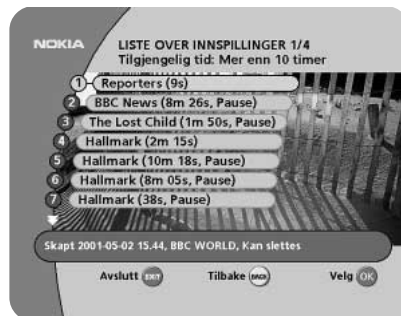 NOKIA
LISTE OVER INNSPILLINGER 1/4
Tilgjengelig tid: Mer enn 10 timer
1 Reporters (9s)
2 BBC News (8m 26s, Pause)
3 The Lost Child (1m 50s, Pause)
4 Hallmark (2m 15s)
5 Hallmark (10m 18s, Pause)
6 Hallmark (8m 05s, Pause)
7 Hallmark (38s, Pause)
Skapt 2001-05-02 15.44, BBC WORLD, Kan slettes
Avslutt EXIT Tilbake BACK Velg OK